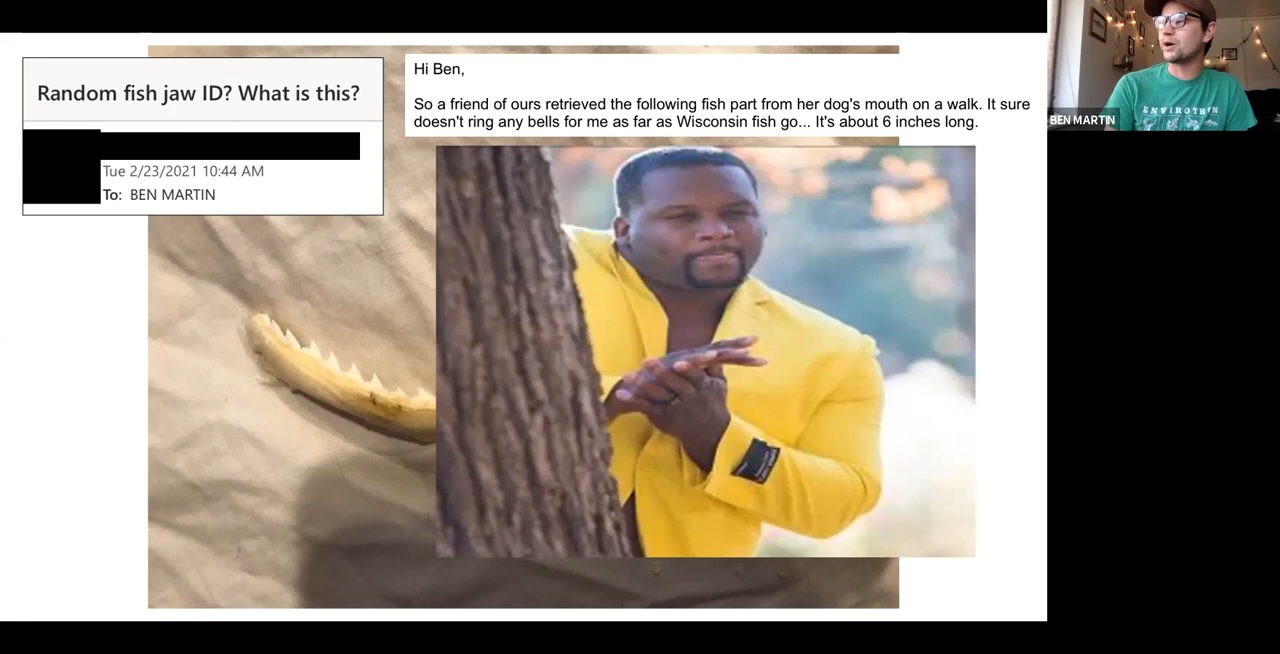 Random fish jaw ID? What is this?
Tue 2/23/2021 10:44 AM
To: BEN MARTIN
Hi Ben,
So a friend of ours retrieved the following fish part from her dog's mouth on a walk. It sure
doesn't ring any bells for me as far as Wisconsin fish go... It's about 6 inches long.
ENVIROTHON
BEN MARTIN